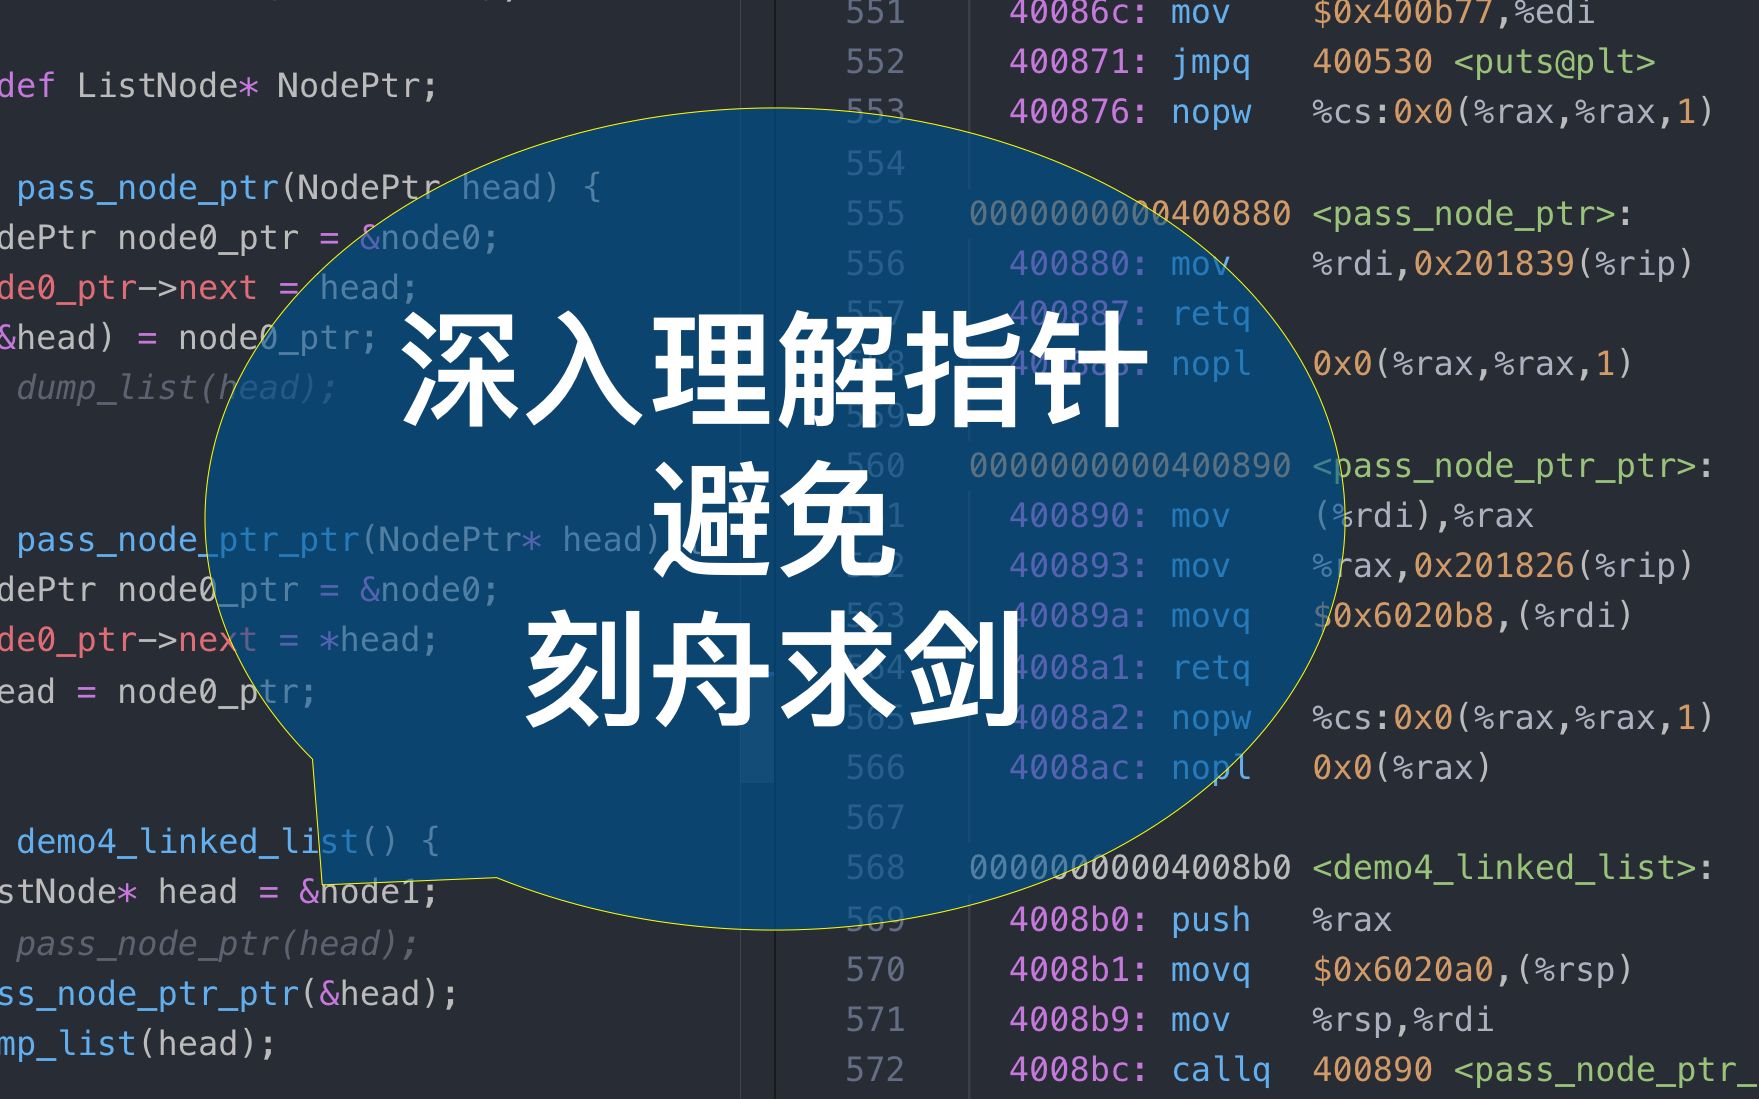 def ListNode* NodePtr;
pass_node_ptr(NodePtr head) {
dePtr node0_ptr = &node0;
de0_ptr->next = head;
&head) = node0_ptr;
dump_list(head);
pass_node_ptr_ptr(NodePtr* head)
dePtr node0_ptr = &node0;
de0_ptr->next = *head;
ead = node0_ptr;
demo4_linked_list() {
stNode* head = &node1;
pass_node_ptr(head);
ss_node_ptr_ptr(&head);
mp_list(head);
深入理解指针
避免
刻舟求剑
551 40086c: mov $0x400b77,%edi
552 400871: jmpq 400530 <puts@plt>
553 400876: nopw %cs:0x0(%rax,%rax,1)
554
555 0000000000400880 <pass_node_ptr>:
556 400880: mov %rdi,0x201839(%rip)
557 400887: retq
nopl 0x0(%rax,%rax,1)
559
560 0000000000400890 <pass_node_ptr_ptr>:
400890: mov (%rdi),%rax
400893: mov %rax,0x201826(%rip)
563 40089a: movq $0x6020b8,(%rdi)
4008a1: retq
565 4008a2: nopw %cs:0x0(%rax,%rax,1)
566 4008ac: nopl 0x0(%rax)
567
568 00000000004008b0 <demo4_linked_list>:
569 4008b0: push %rax
570 4008b1: movq $0x6020a0,(%rsp)
571 4008b9: mov %rsp,%rdi
572 4008bc: callq 400890 <pass_node_ptr_